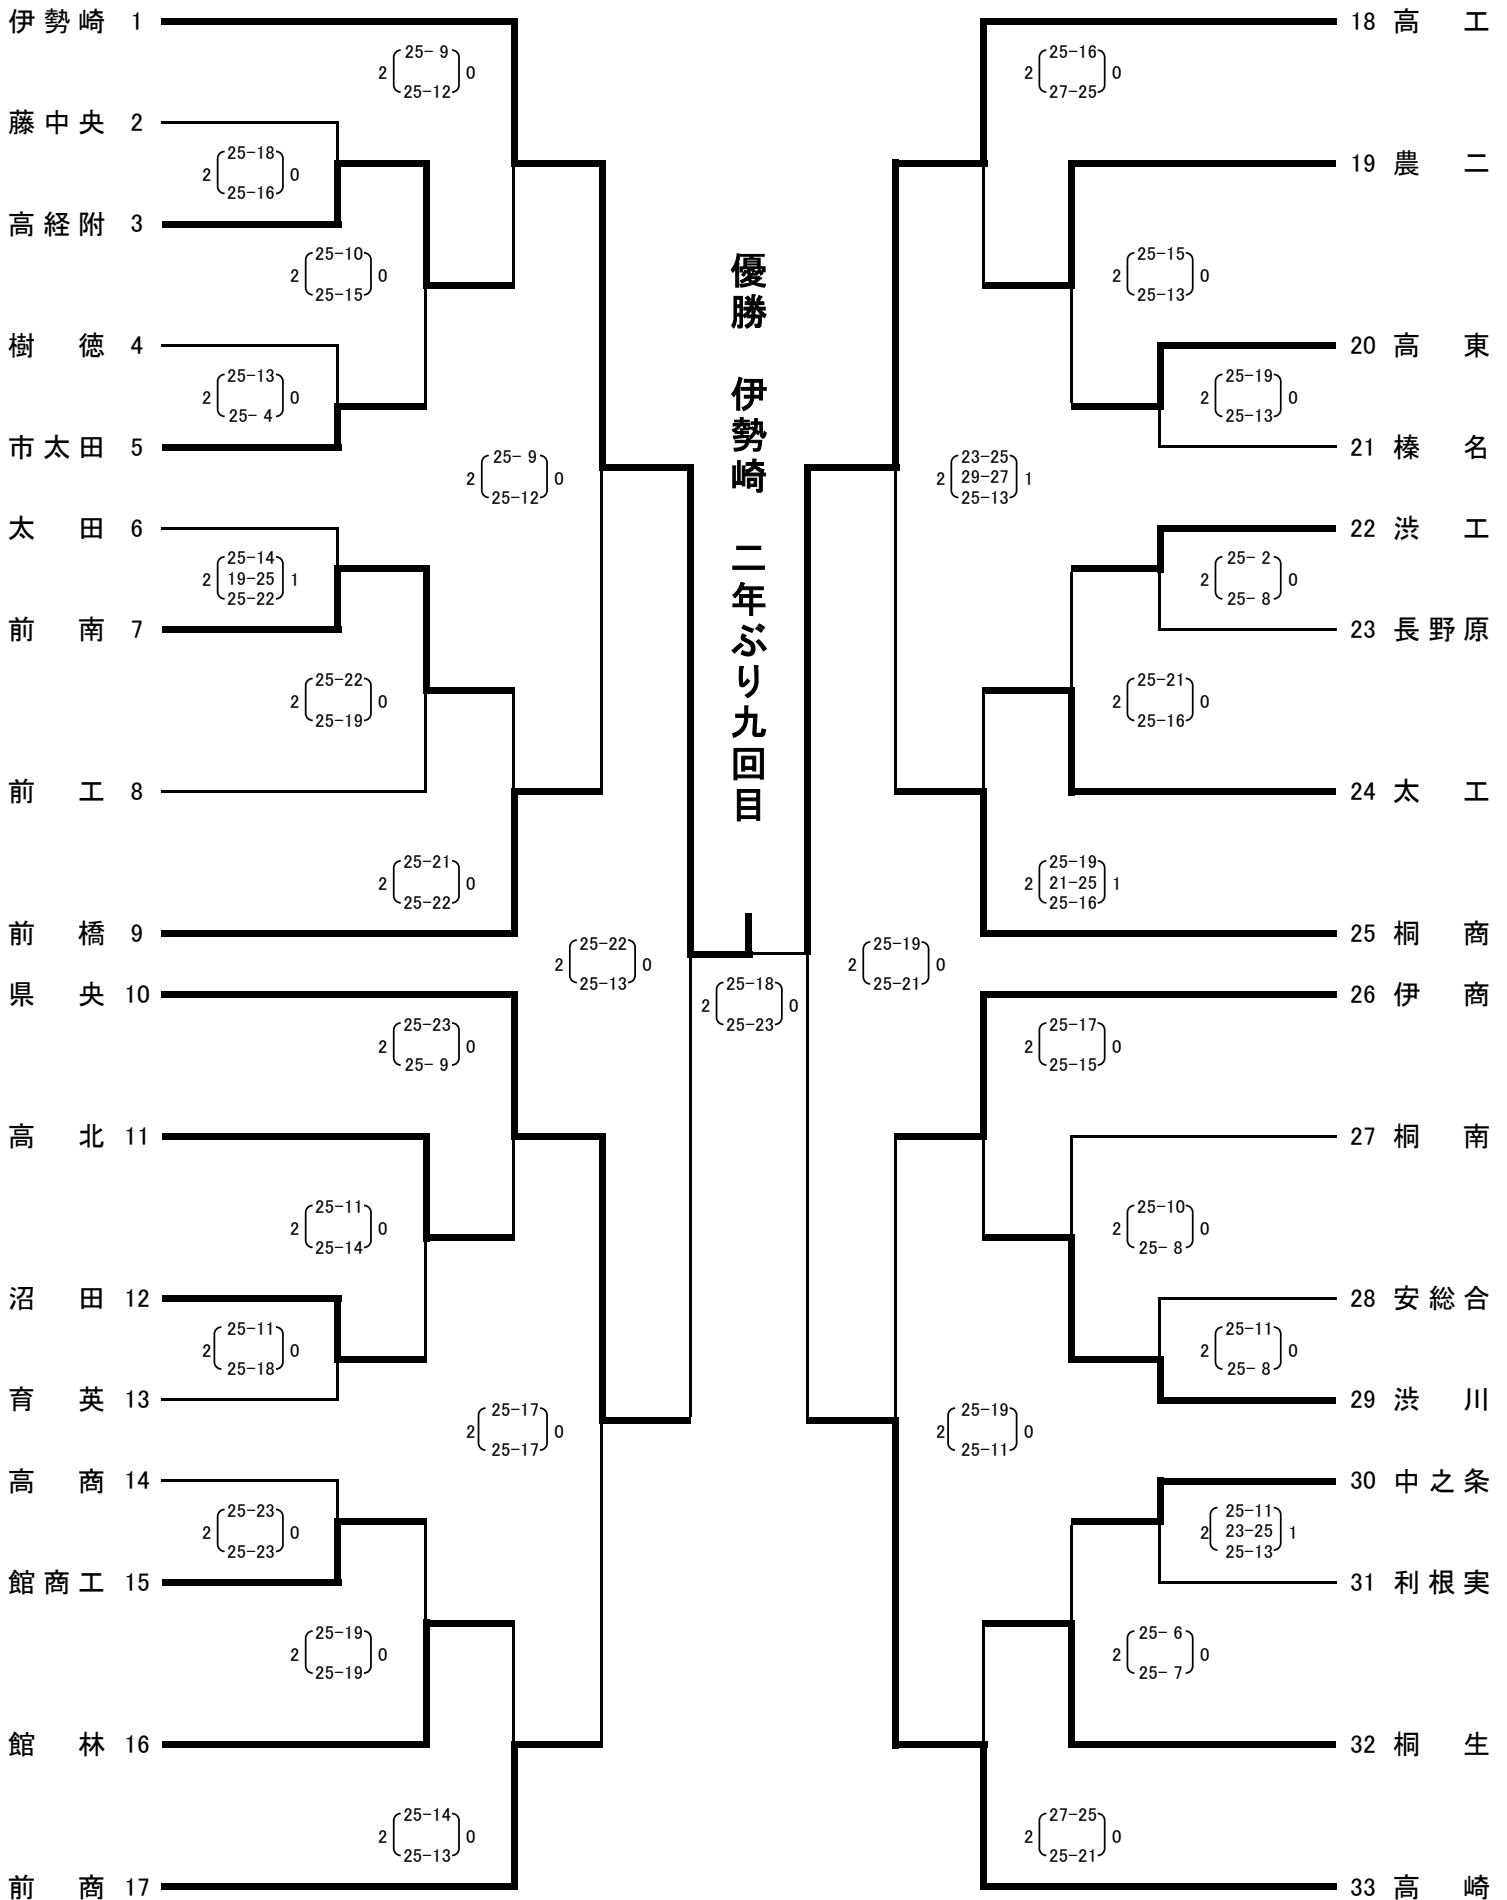 伊勢崎 1
25- 9
2 0
25-12
藤中央 2
25-18
2 0
25-16
高経附 3
25-10
2 0
25-15
樹徳 4
25-13
2 0
25- 4
市太田 5
25- 9
2 0
25-12
太田 6
25-14
2 19-25 1
25-22
前南 7
25-22
2 0
25-19
前工 8
25-21
2 0
25-22
前橋 9
25-22
2 0
25-13
県央 10
25-23
2 0
25- 9
高北 11
25-11
2 0
25-14
沼田 12
25-11
2 0
25-18
育英 13
25-17
2 0
25-17
高商 14
25-23
2 0
25-23
館商工 15
25-19
2 0
25-19
館林 16
25-14
2 0
25-13
前商 17
優勝 伊勢崎 二年ぶり九回目
25-18
2 0
25-23
18 高工
25-16
2 0
27-25
19 農二
25-15
2 0
25-13
20 高東
25-19
2 0
25-13
21 榛名
23-25
2 29-27 1
25-13
22 渋工
25- 2
2 0
25- 8
23 長野原
25-21
2 0
25-16
24 太工
25-19
2 21-25 1
25-16
25 桐商
25-19
2 0
25-21
26 伊商
25-17
2 0
25-15
27 桐南
25-10
2 0
25- 8
28 安総合
25-11
2 0
25- 8
29 渋川
25-19
2 0
25-11
30 中之条
25-11
2 23-25 1
25-13
31 利根実
25- 6
2 0
25- 7
32 桐生
27-25
2 0
25-21
33 高崎